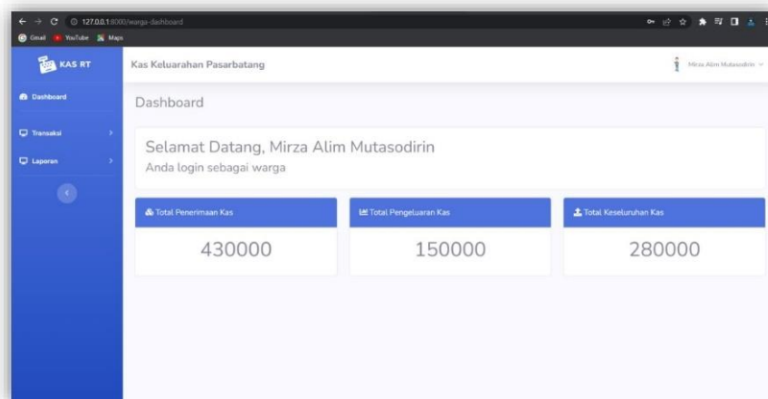 127.0.0.1:8000/warga-dashboard
Gmail YouTube Maps
KAS RT
Kas Keluarahan Pasarbatang
Mirza Alim Mutasodirin
Dashboard
Dashboard
Transaksi
Laporan
Selamat Datang, Mirza Alim Mutasodirin
Anda login sebagai warga
Total Penerimaan Kas
430000
Total Pengeluaran Kas
150000
Total Keseluruhan Kas
280000